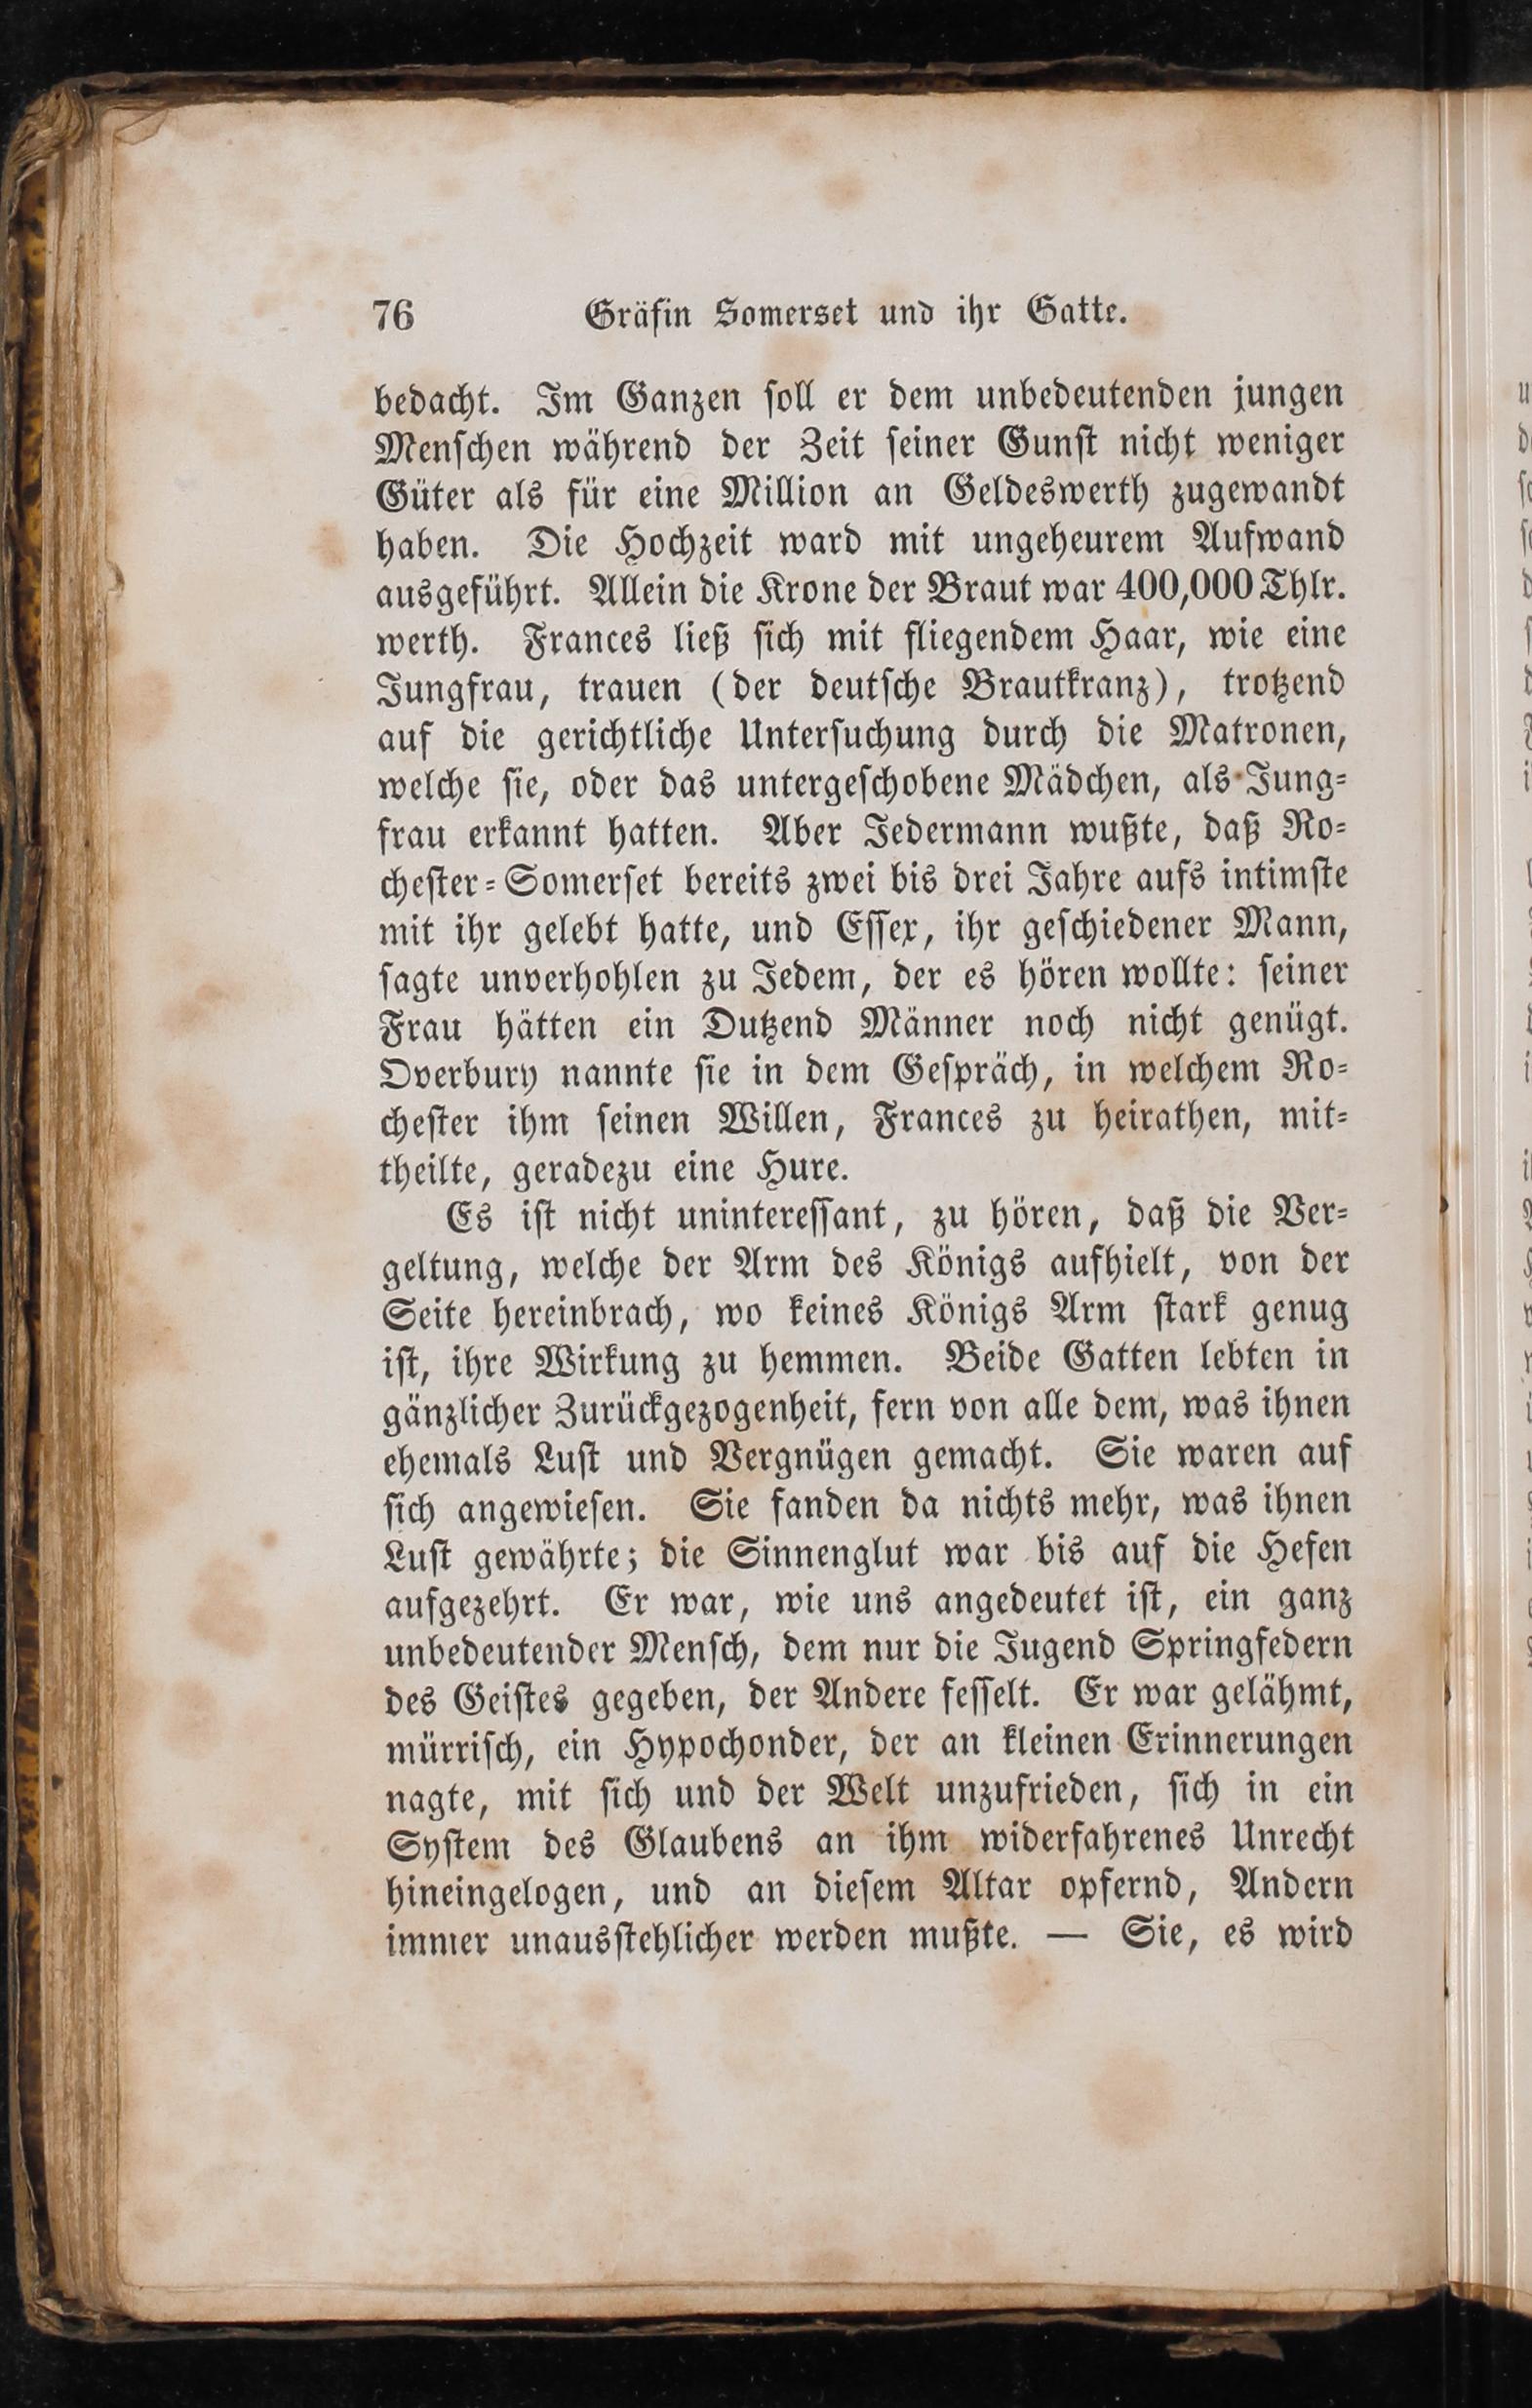 76 Gräfin Somerset und ihr Gatte.
bedacht. Im Ganzen ſoll er dem unbedeutenden jungen
Menſchen während der Zeit ſeiner Gunſt nicht weniger
Güter als für eine Million an Geldeswerth zugewandt
haben. Die Hochzeit ward mit ungeheurem Aufwand
ausgeführt. Allein die Krone der Braut war 400,000 Thlr.
werth. Frances ließ ſich mit fliegendem Haar, wie eine
Jungfrau, trauen (der deutſche Brautkranz), trotzend
auf die gerichtliche Unterſuchung durch die Matronen,
welche ſie, oder das untergeſchobene Mädchen, als Jung=
frau erkannt hatten. Aber Jedermann wußte, daß Ro=
cheſter=Somerſet bereits zwei bis drei Jahre aufs intimſte
mit ihr gelebt hatte, und Eſſex, ihr geſchiedener Mann,
ſagte unverhohlen zu Jedem, der es hören wollte: ſeiner
Frau hätten ein Dutzend Männer noch nicht genügt.
Overbury nannte ſie in dem Geſpräch, in welchem Ro=
cheſter ihm ſeinen Willen, Frances zu heirathen, mit=
theilte, geradezu eine Hure.
Es iſt nicht unintereſſant, zu hören, daß die Ver=
geltung, welche der Arm des Königs aufhielt, von der
Seite hereinbrach, wo keines Königs Arm ſtark genug
iſt, ihre Wirkung zu hemmen. Beide Gatten lebten in
gänzlicher Zurückgezogenheit, fern von alle dem, was ihnen
ehemals Luſt und Vergnügen gemacht. Sie waren auf
ſich angewieſen. Sie fanden da nichts mehr, was ihnen
Luſt gewährte; die Sinnenglut war bis auf die Hefen
aufgezehrt. Er war, wie uns angedeutet iſt, ein ganz
unbedeutender Menſch, dem nur die Jugend Springfedern
des Geiſtes gegeben, der Andere feſſelt. Er war gelähmt,
mürriſch, ein Hypochonder, der an kleinen Erinnerungen
nagte, mit ſich und der Welt unzufrieden, ſich in ein
Syſtem des Glaubens an ihm widerfahrenes Unrecht
hineingelogen, und an dieſem Altar opfernd, Andern
immer unausſtehlicher werden mußte. — Sie, es wird